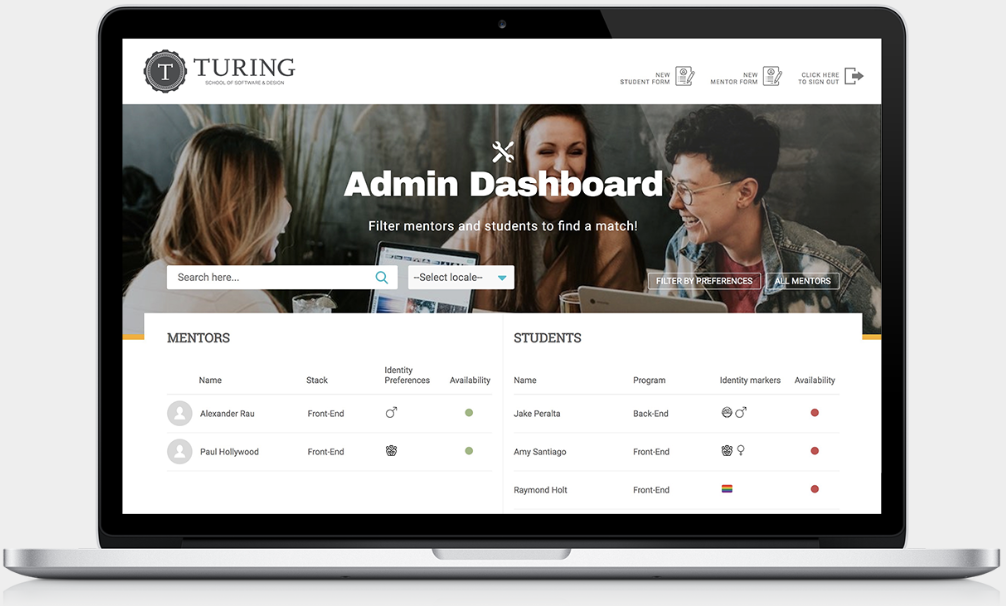 T TURING
SCHOOL OF SOFTWARE & DESIGN
NEW
STUDENT FORM
NEW
MENTOR FORM
CLICK HERE
TO SIGN OUT
Admin Dashboard
Filter mentors and students to find a match!
Search here...
--Select locale--
FILTER BY PREFERENCES
ALL MENTORS
MENTORS
STUDENTS
Name Stack Identity Preferences Availability
Name Program Identity markers Availability
Alexander Rau Front-End
Jake Peralta Back-End
Paul Hollywood Front-End
Amy Santiago Front-End
Raymond Holt Front-End